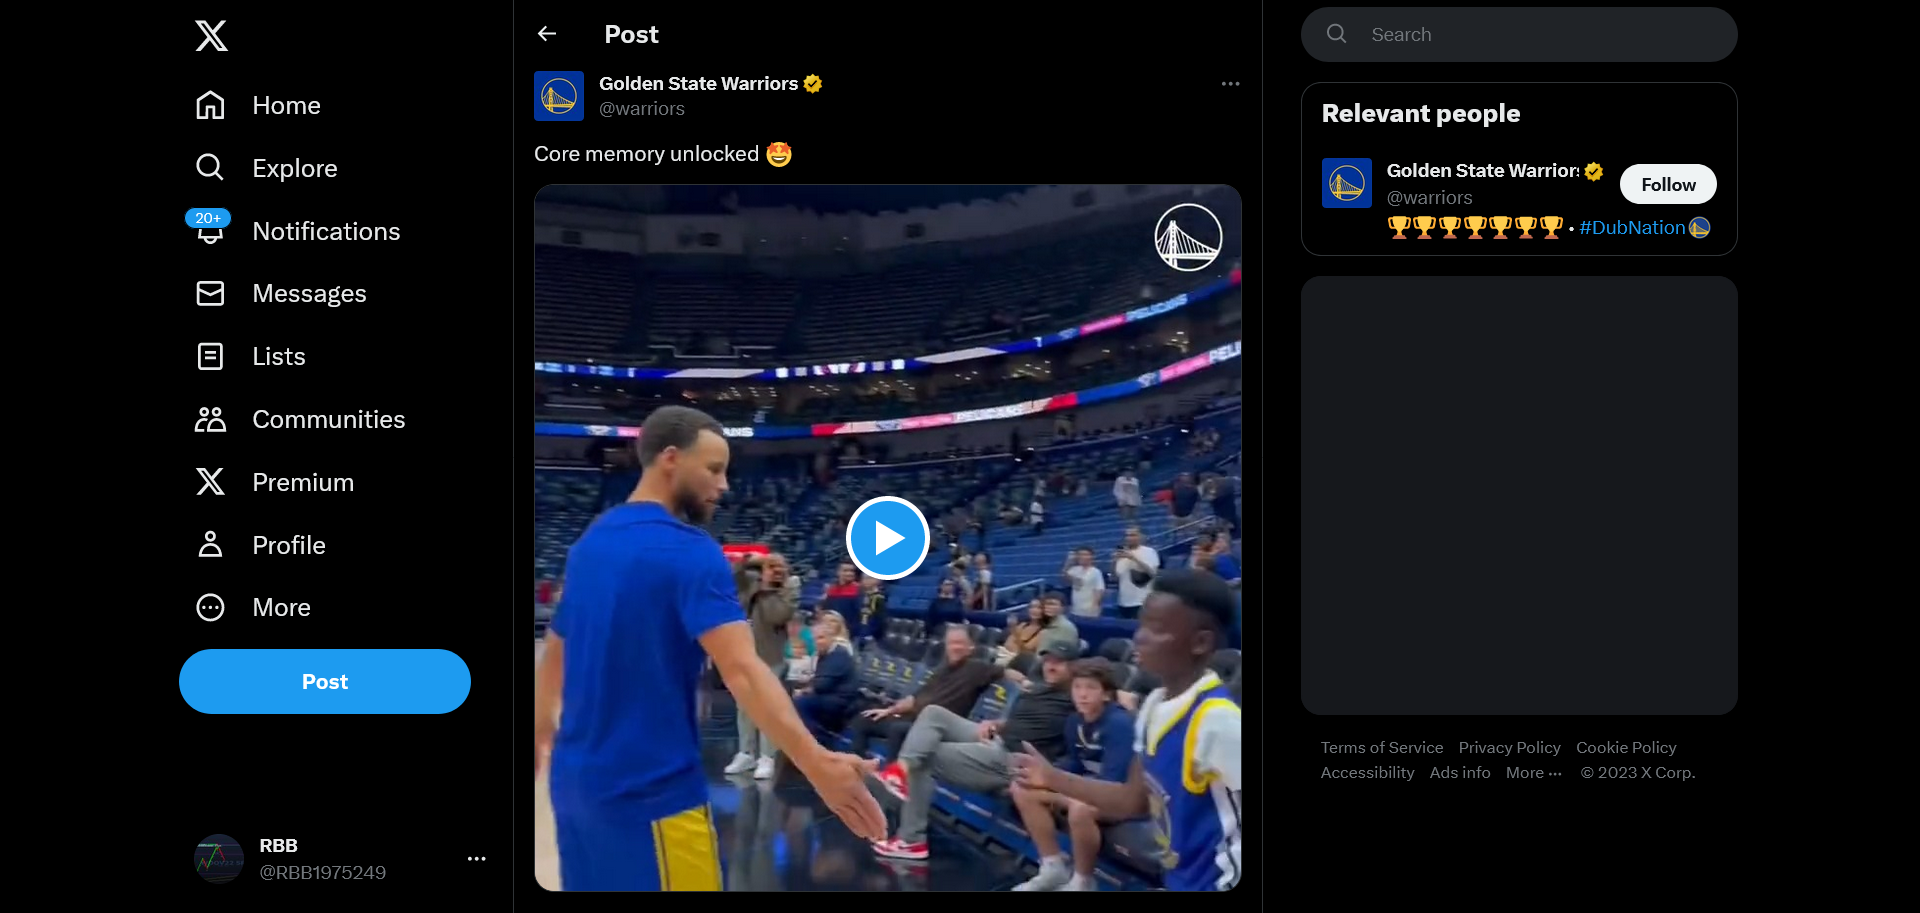 Home
Explore
20+
Notifications
Messages
Lists
Communities
Premium
Profile
More
Post
RBB
@RBB1975249
Post
Golden State Warriors
@warriors
Core memory unlocked 🤩
PELICANS
PELICANS
Search
Relevant people
Golden State Warriors
@warriors
Follow
🏆🏆🏆🏆🏆🏆🏆 • #DubNation
Terms of Service Privacy Policy Cookie Policy
Accessibility Ads info More ··· © 2023 X Corp.